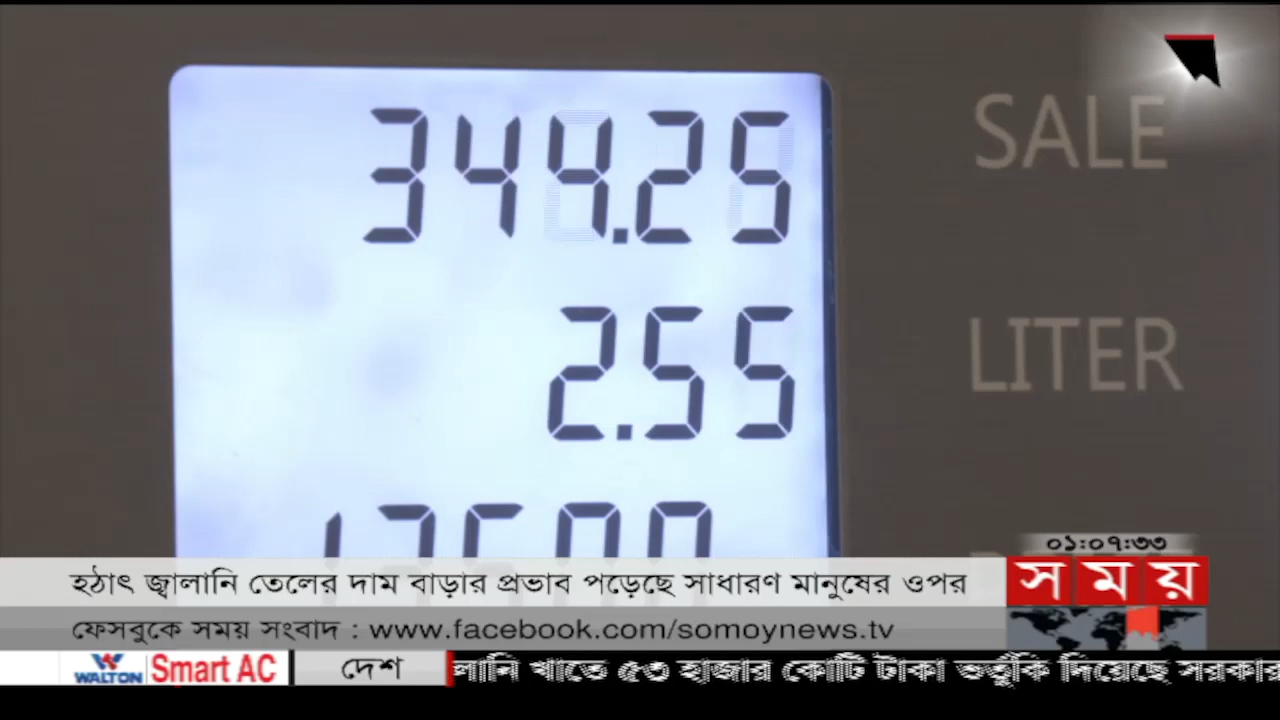 344.25 SALE
2.55 LITER
০১:০৭:৩৩
হঠাৎ জ্বালানি তেলের দাম বাড়ার প্রভাব পড়েছে সাধারণ মানুষের ওপর
সময়
ফেসবুকে সময় সংবাদ : www.facebook.com/somoynews.tv
WALTON Smart AC দেশ লানি খাতে ৫৩ হাজার কোটি টাকা ভর্তুকি দিয়েছে সরকার